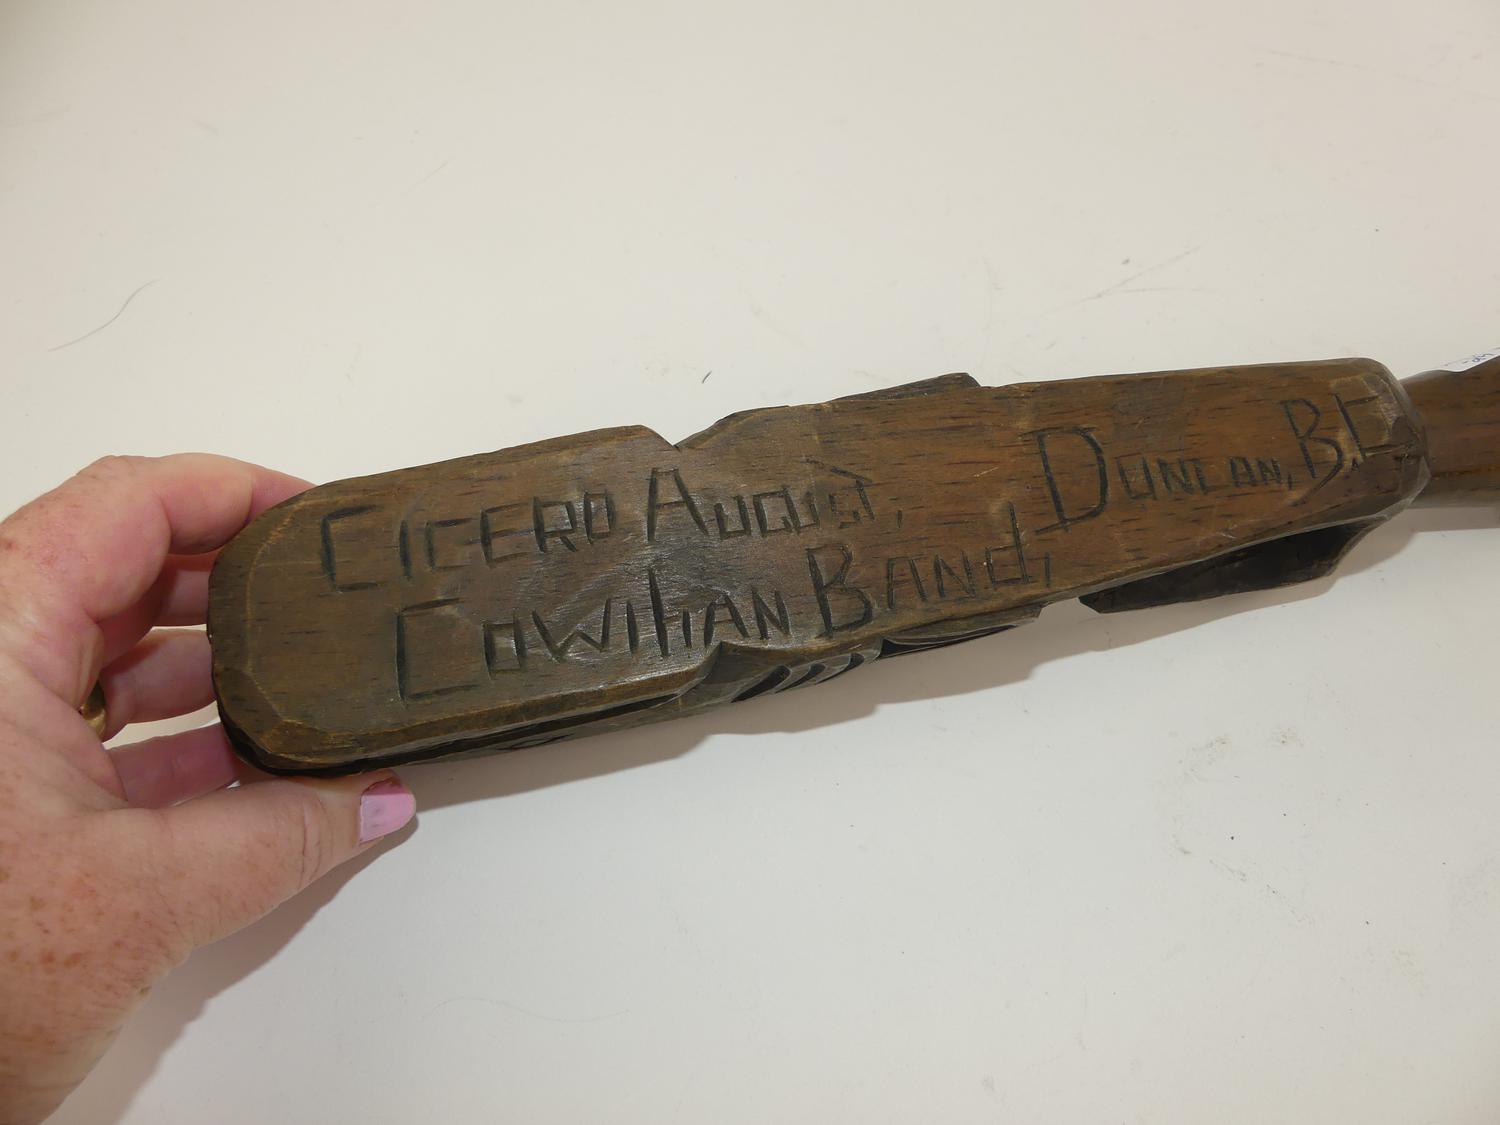 CICERO AUGUST,
COWIHAN BAND,
DUNCAN, B.C